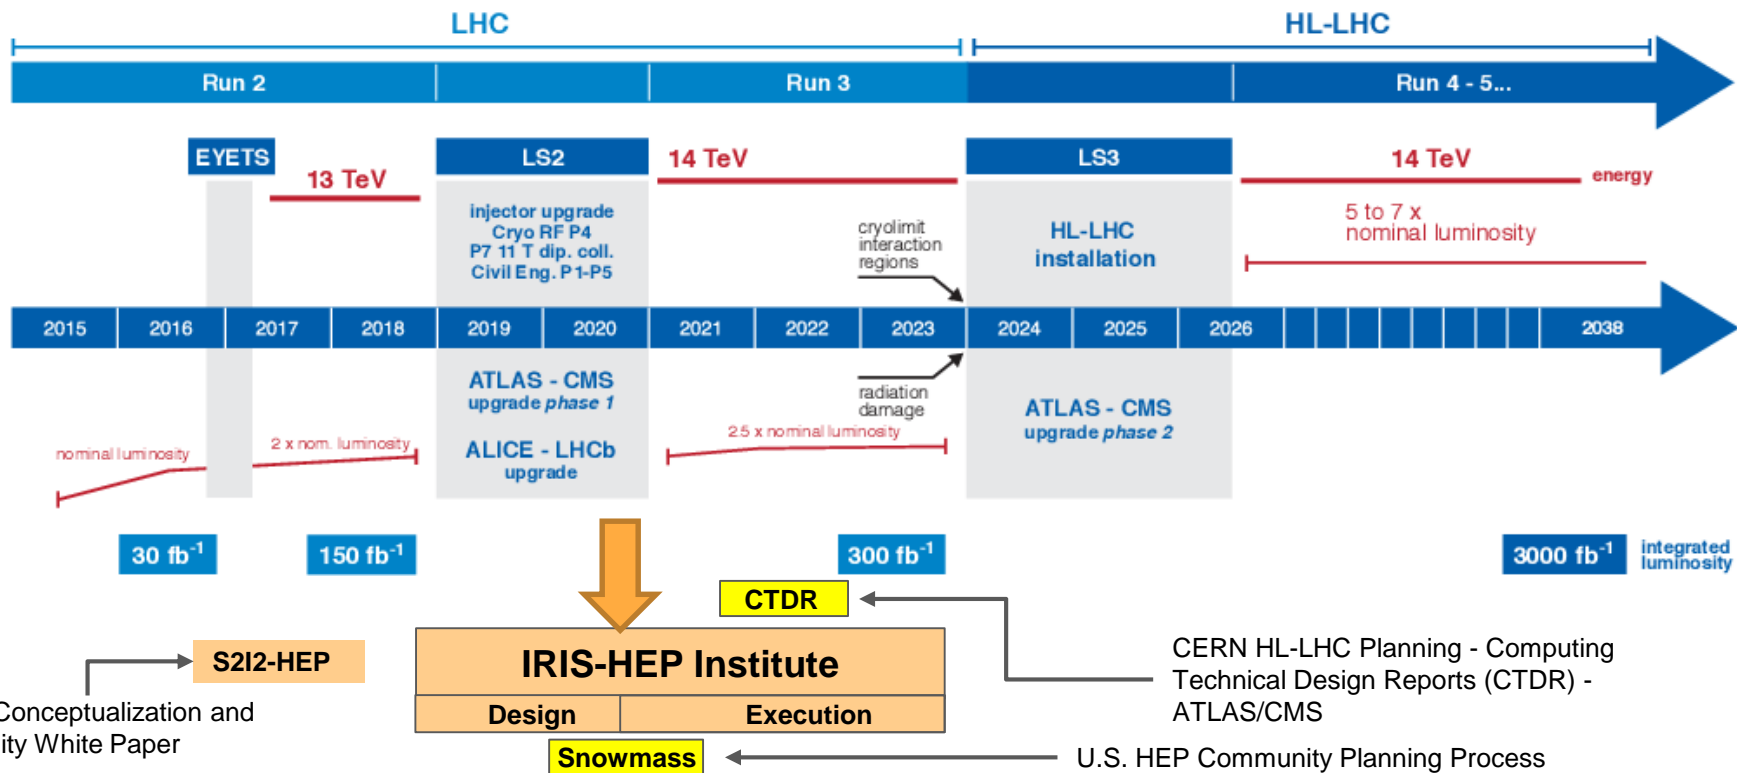 LHC
HL-LHC
Run 2
Run 3
Run 4 - 5...
EYETS
13 TeV
LS2
14 TeV
LS3
14 TeV
energy
injector upgrade
Cryo RF P4
P7 11 T dip. coll.
Civil Eng. P1-P5
cryolimit
interaction
regions
HL-LHC
installation
5 to 7 x
nominal luminosity
2015 2016 2017 2018 2019 2020 2021 2022 2023 2024 2025 2026 2038
ATLAS - CMS
upgrade phase 1
ALICE - LHCb
upgrade
radiation
damage
ATLAS - CMS
upgrade phase 2
nominal luminosity
2 x nom. luminosity
2.5 x nominal luminosity
30 fb⁻¹
150 fb⁻¹
300 fb⁻¹
3000 fb⁻¹
integrated
luminosity
CTDR
S2I2-HEP
IRIS-HEP Institute
Design
Execution
Snowmass
CERN HL-LHC Planning - Computing
Technical Design Reports (CTDR) -
ATLAS/CMS
Conceptualization and
ity White Paper
U.S. HEP Community Planning Process